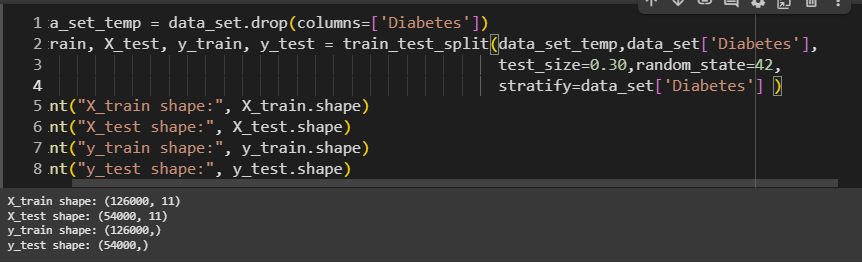 1 a_set_temp = data_set.drop(columns=['Diabetes'])
2 rain, X_test, y_train, y_test = train_test_split(data_set_temp,data_set['Diabetes'],
3 test_size=0.30,random_state=42,
4 stratify=data_set['Diabetes'] )
5 nt("X_train shape:", X_train.shape)
6 nt("X_test shape:", X_test.shape)
7 nt("y_train shape:", y_train.shape)
8 nt("y_test shape:", y_test.shape)
X_train shape: (126000, 11)
X_test shape: (54000, 11)
y_train shape: (126000,)
y_test shape: (54000,)